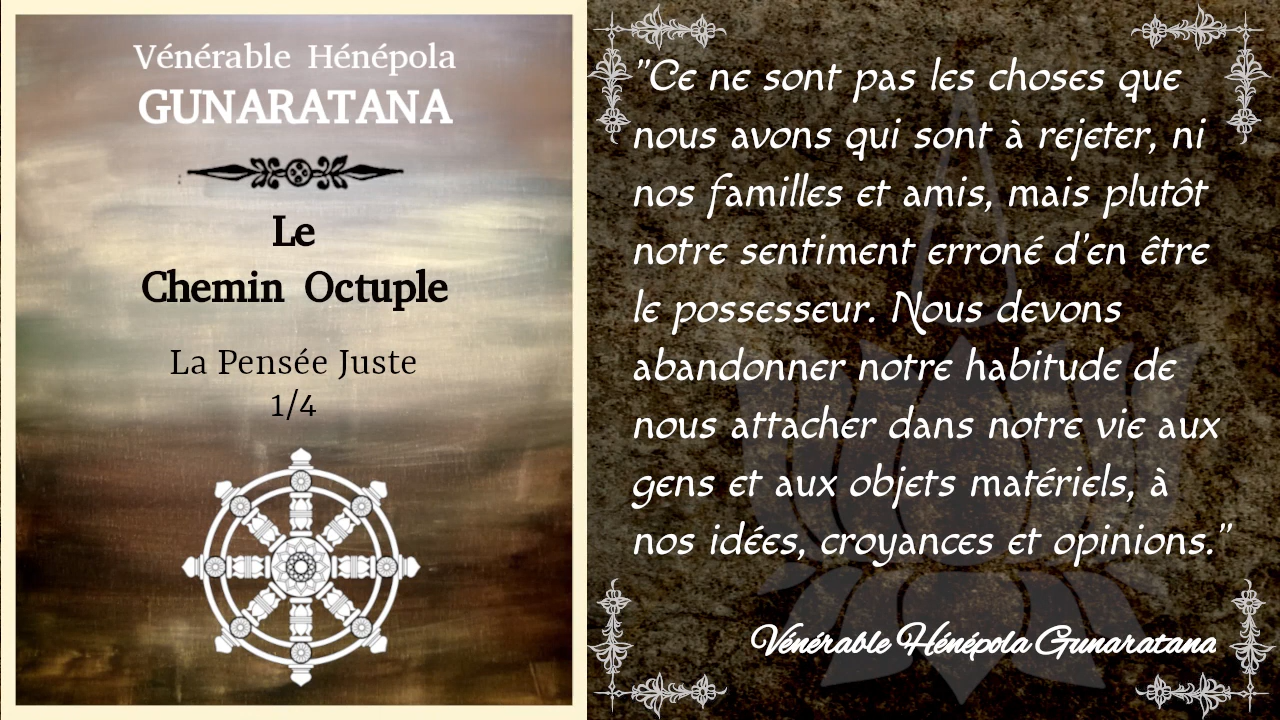 Vénérable Hénépola
GUNARATANA
Le
Chemin Octuple
La Pensée Juste
1/4
"Ce ne sont pas les choses que
nous avons qui sont à rejeter, ni
nos familles et amis, mais plutôt
notre sentiment erroné d'en être
le possesseur. Nous devons
abandonner notre habitude de
nous attacher dans notre vie aux
gens et aux objets matériels, à
nos idées, croyances et opinions."
Vénérable Hénépola Gunaratana